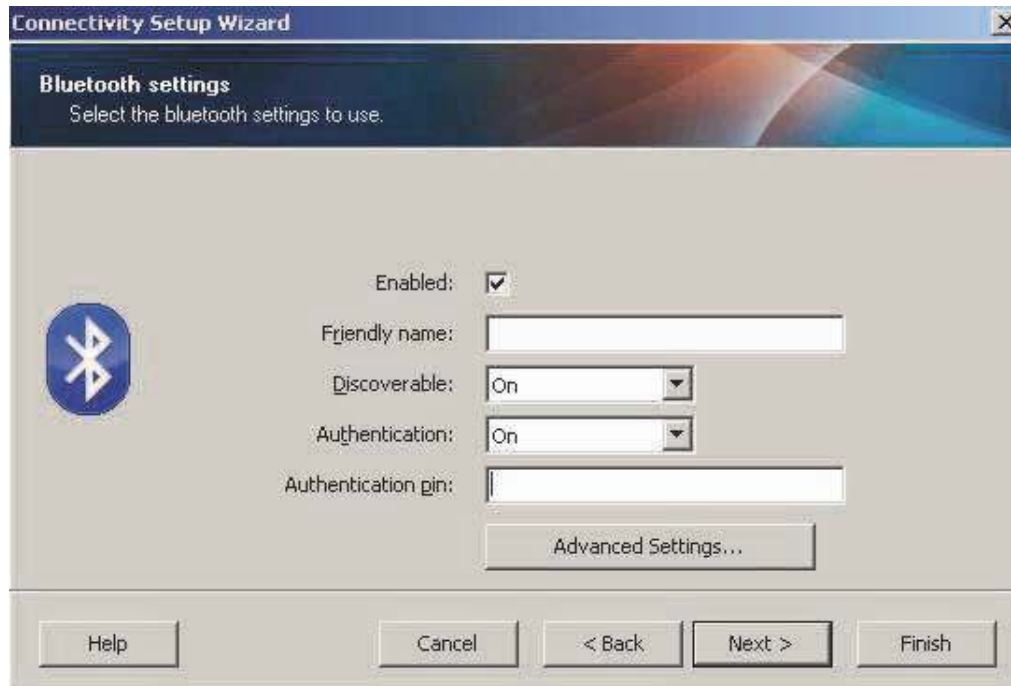 Connectivity Setup Wizard
Bluetooth settings
Select the bluetooth settings to use.
Enabled:
Friendly name:
Discoverable: On
Authentication: On
Authentication pin:
Advanced Settings...
Help Cancel < Back Next > Finish